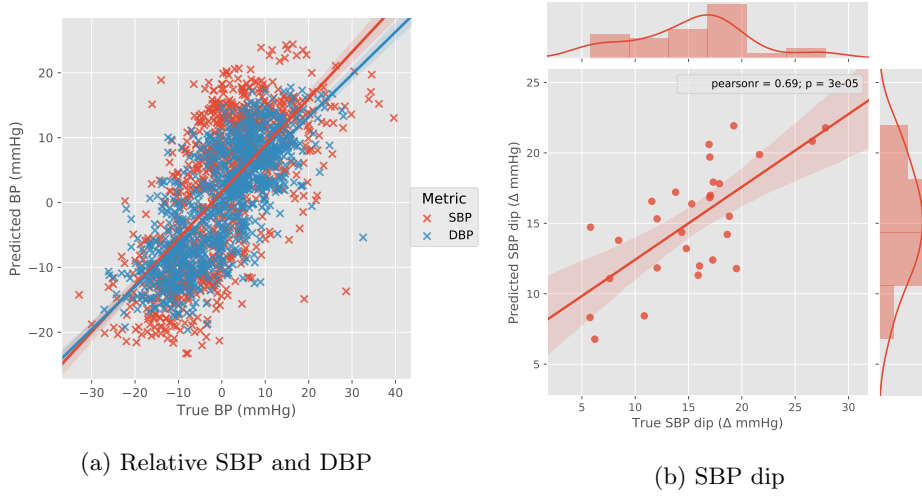 20
10
0
−10
−20
Predicted BP (mmHg)
−30 −20 −10 0 10 20 30 40
True BP (mmHg)
Metric
SBP
DBP
(a) Relative SBP and DBP
pearsonr = 0.69; p = 3e-05
25
20
15
10
5
Predicted SBP dip (Δ mmHg)
5 10 15 20 25 30
True SBP dip (Δ mmHg)
(b) SBP dip